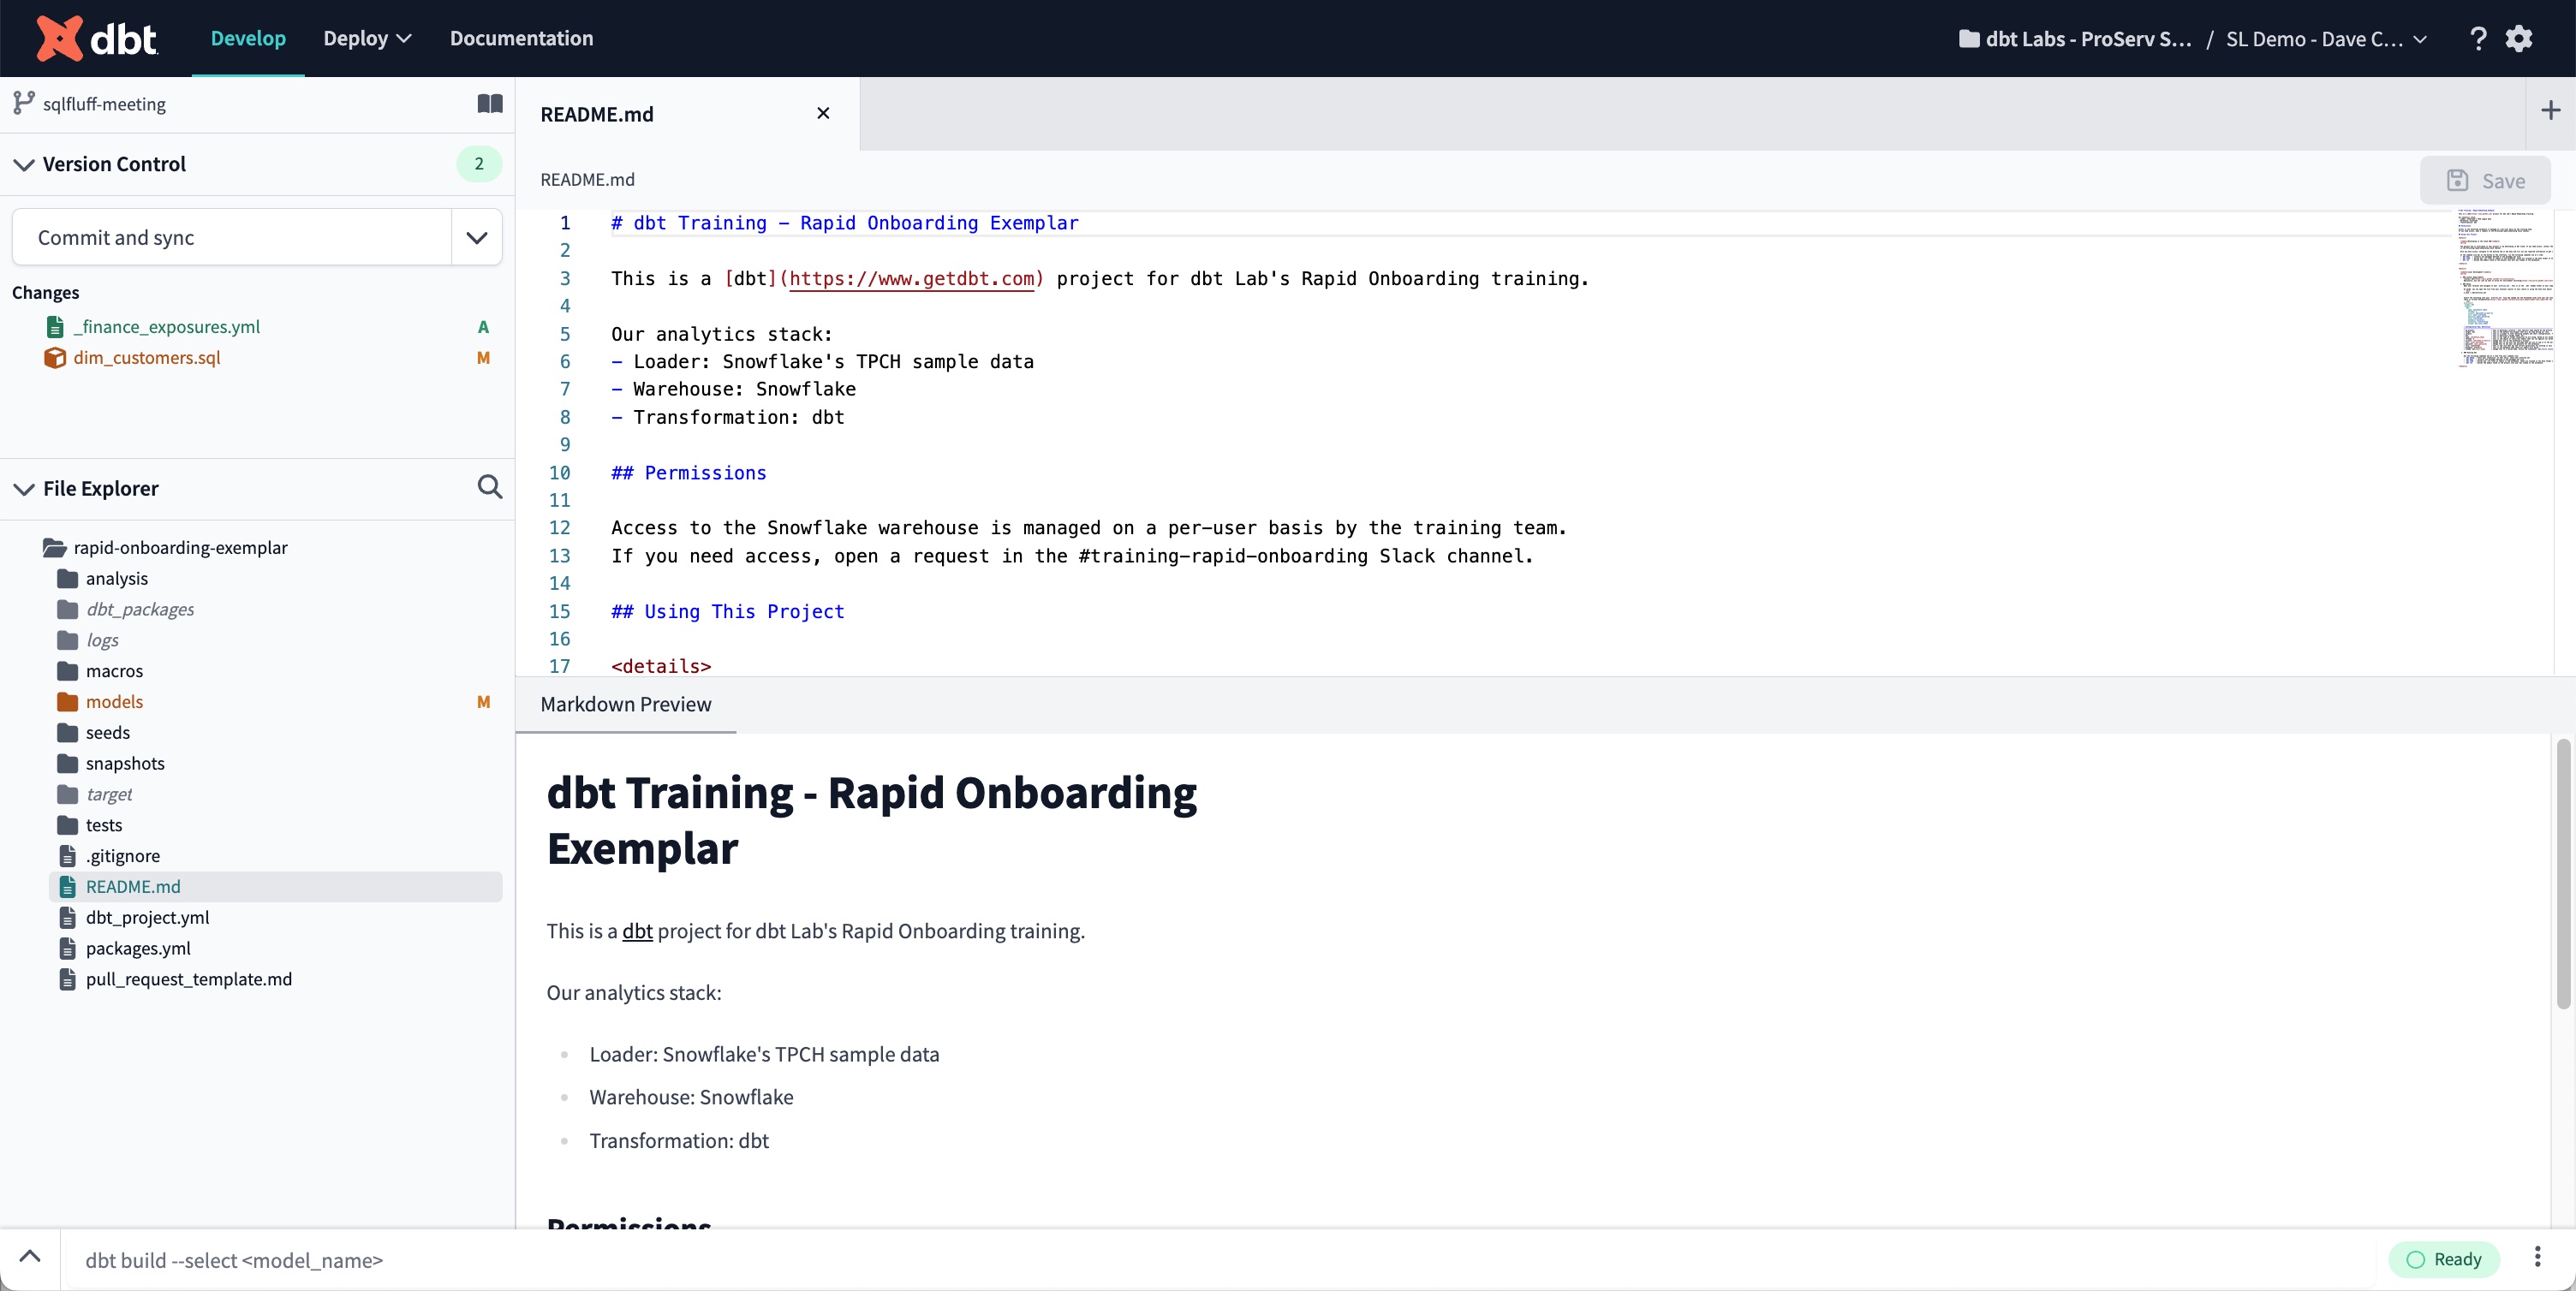 dbt
Develop
Deploy
Documentation
dbt Labs - ProServ S...
/
SL Demo - Dave C...
?
sqlfluff-meeting
Version Control
2
Commit and sync
Changes
_finance_exposures.yml A
dim_customers.sql M
File Explorer
rapid-onboarding-exemplar
analysis
dbt_packages
logs
macros
models M
seeds
snapshots
target
tests
.gitignore
README.md
dbt_project.yml
packages.yml
pull_request_template.md
README.md
README.md
Save
1 # dbt Training - Rapid Onboarding Exemplar
2
3 This is a [dbt](https://www.getdbt.com) project for dbt Lab's Rapid Onboarding training.
4
5 Our analytics stack:
6 - Loader: Snowflake's TPCH sample data
7 - Warehouse: Snowflake
8 - Transformation: dbt
9
10 ## Permissions
11
12 Access to the Snowflake warehouse is managed on a per-user basis by the training team.
13 If you need access, open a request in the #training-rapid-onboarding Slack channel.
14
15 ## Using This Project
16
17 <details>
Markdown Preview
dbt Training - Rapid Onboarding
Exemplar
This is a dbt project for dbt Lab's Rapid Onboarding training.
Our analytics stack:
• Loader: Snowflake's TPCH sample data
• Warehouse: Snowflake
• Transformation: dbt
Permissions
dbt build --select <model_name>
Ready